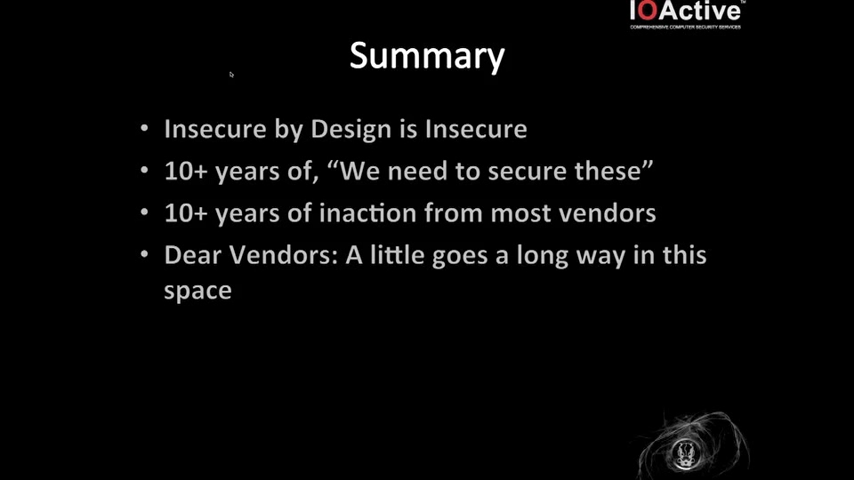 IOActive™
COMPREHENSIVE COMPUTER SECURITY SERVICES
Summary
• Insecure by Design is Insecure
• 10+ years of, “We need to secure these”
• 10+ years of inaction from most vendors
• Dear Vendors: A little goes a long way in this
space